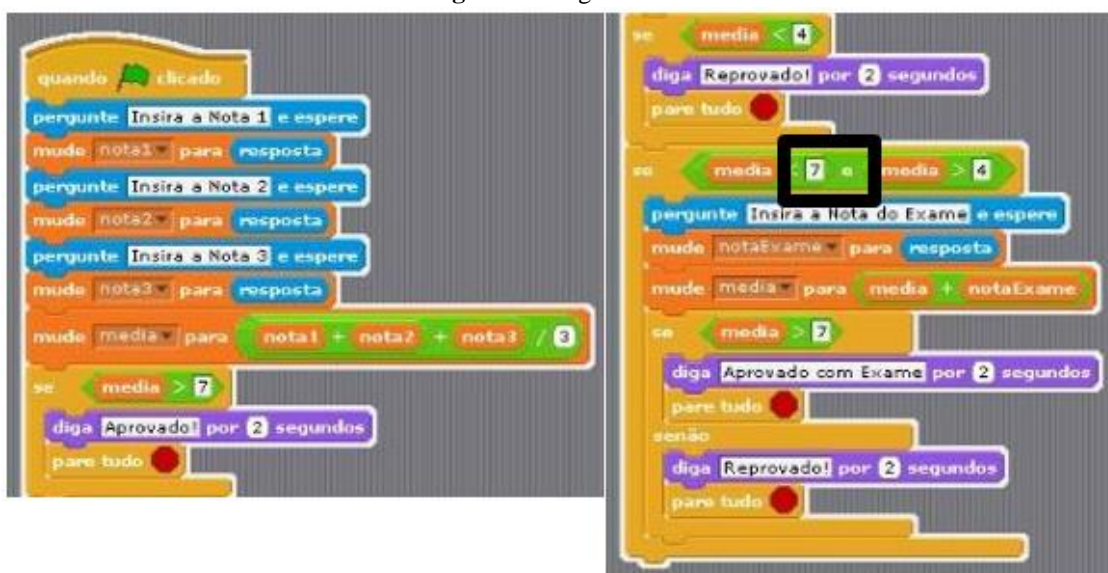 quando clicado
pergunte Insira a Nota 1 e espere
mude nota1 para resposta
pergunte Insira a Nota 2 e espere
mude nota2 para resposta
pergunte Insira a Nota 3 e espere
mude nota3 para resposta
mude media para nota1 + nota2 + nota3 / 3
se media > 7
diga Aprovado! por 2 segundos
pare tudo
se media < 4
diga Reprovado! por 2 segundos
pare tudo
se media < 7 e media > 4
pergunte Insira a Nota do Exame e espere
mude notaExame para resposta
mude media para media + notaExame
se media > 7
diga Aprovado com Exame por 2 segundos
pare tudo
senão
diga Reprovado! por 2 segundos
pare tudo